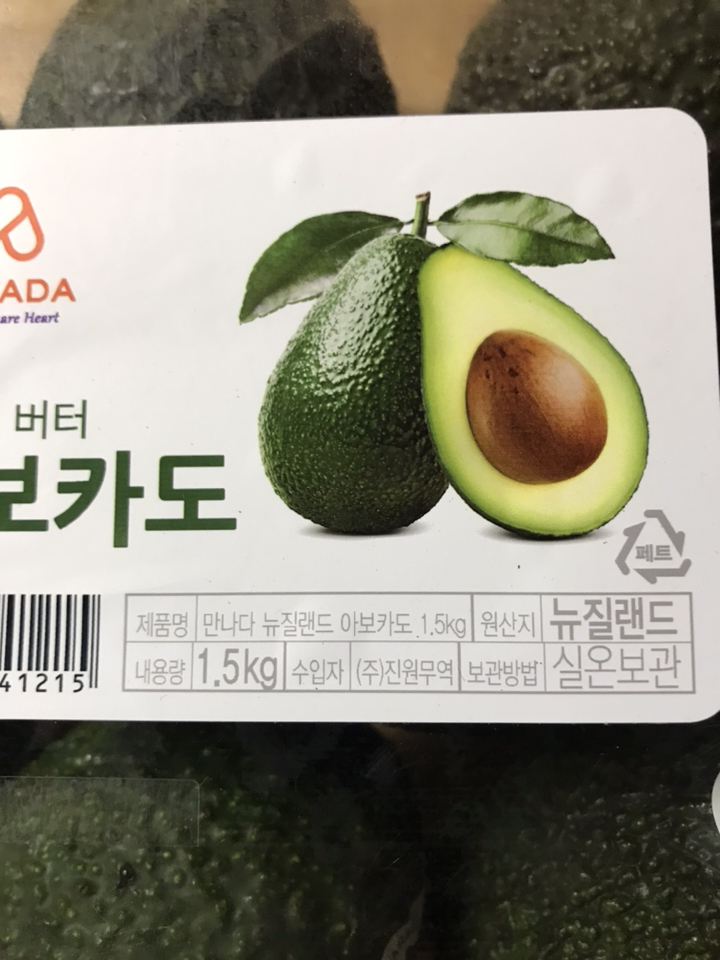 ADA
are Heart
버터
보카도
페트
제품명 만나다 뉴질랜드 아보카도 1.5kg 원산지 뉴질랜드
내용량 1.5kg 수입자 (주)진원무역 보관방법 실온보관
41215